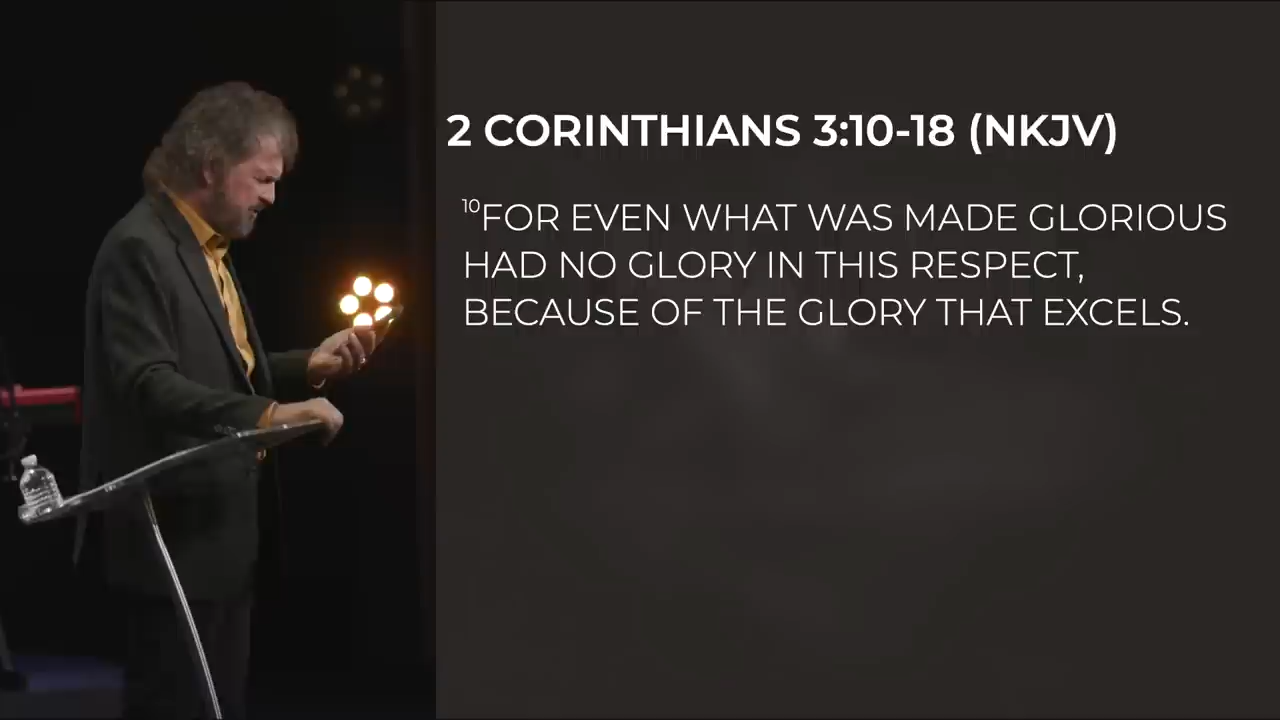 2 CORINTHIANS 3:10-18 (NKJV)
¹⁰FOR EVEN WHAT WAS MADE GLORIOUS
HAD NO GLORY IN THIS RESPECT,
BECAUSE OF THE GLORY THAT EXCELS.